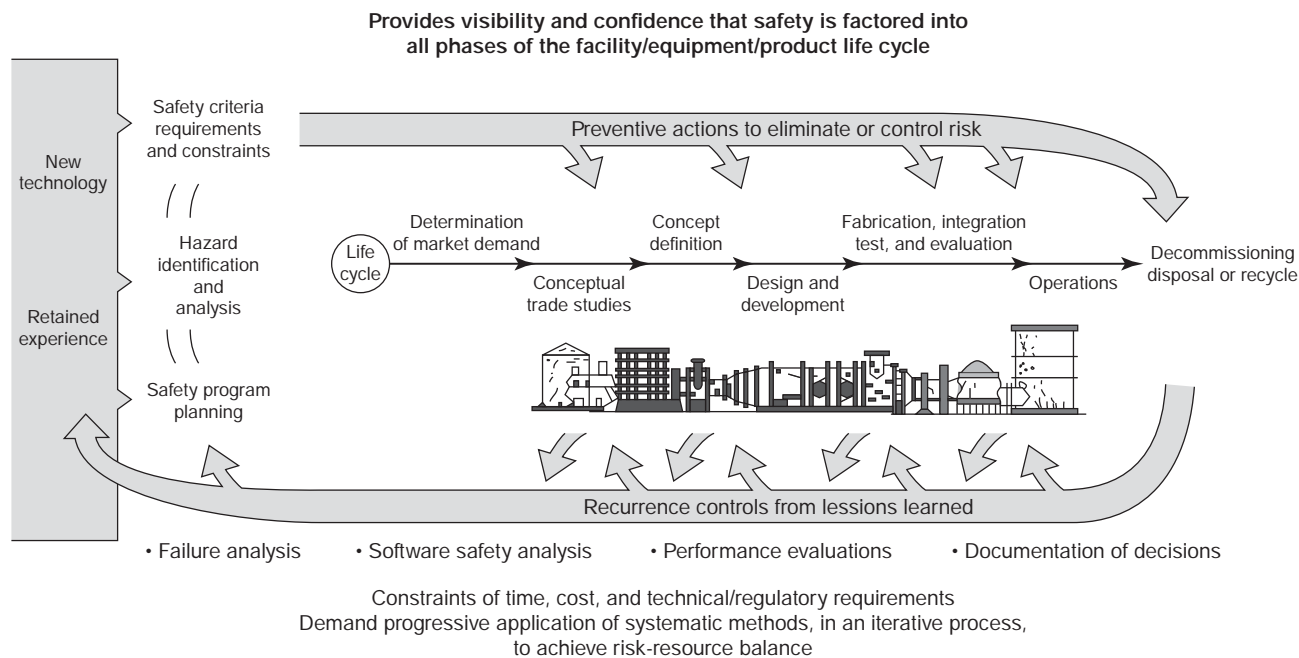 Provides visibility and confidence that safety is factored into
all phases of the facility/equipment/product life cycle
New
technology
Retained
experience
Safety criteria
requirements
and constraints
Hazard
identification
and
analysis
Safety program
planning
Preventive actions to eliminate or control risk
Life
cycle
Determination
of market demand
Conceptual
trade studies
Concept
definition
Design and
development
Fabrication, integration
test, and evaluation
Operations
Decommissioning
disposal or recycle
Recurrence controls from lessons learned
• Failure analysis
• Software safety analysis
• Performance evaluations
• Documentation of decisions
Constraints of time, cost, and technical/regulatory requirements
Demand progressive application of systematic methods, in an iterative process,
to achieve risk-resource balance